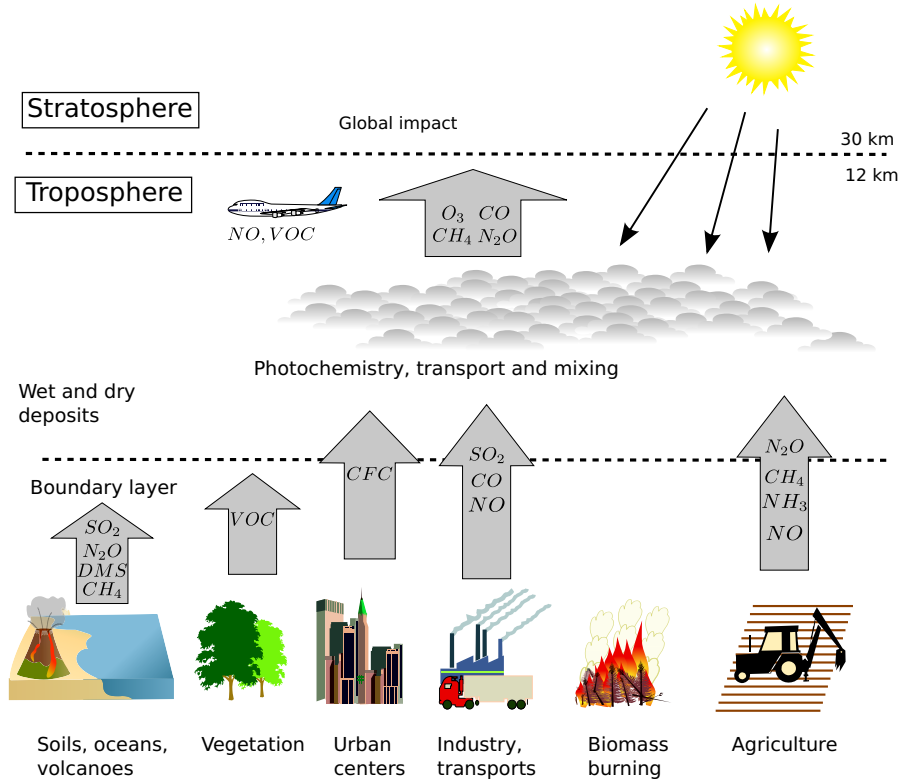 Stratosphere
Global impact
30 km
12 km
Troposphere
NO, VOC
O₃ CO
CH₄ N₂O
Photochemistry, transport and mixing
Wet and dry
deposits
Boundary layer
SO₂
N₂O
DMS
CH₄
VOC
CFC
SO₂
CO
NO
N₂O
CH₄
NH₃
NO
Soils, oceans,
volcanoes
Vegetation
Urban
centers
Industry,
transports
Biomass
burning
Agriculture